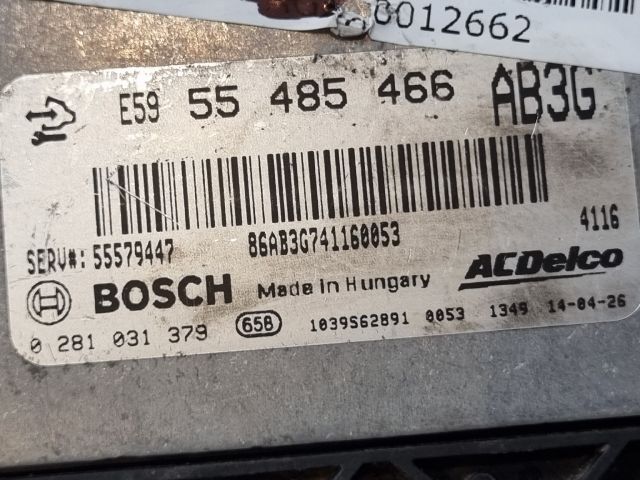 0012662
E59 55 485 466 AB3G
SERV#: 55579447 86AB3G741160053 4116
BOSCH Made in Hungary ACDelco
0 281 031 379 65B 1039S62891 0053 1349 14-04-26